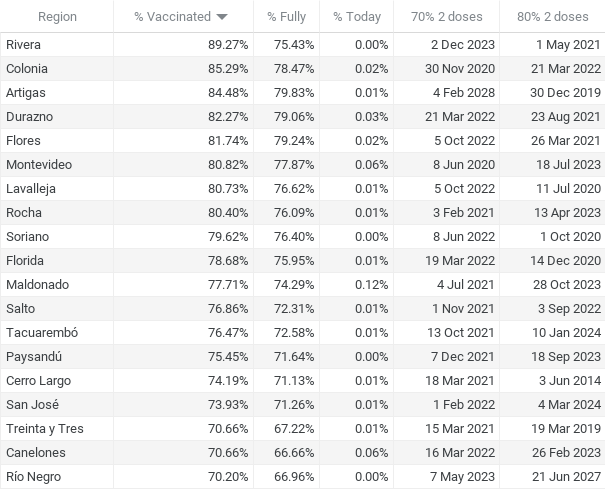 Region % Vaccinated % Fully % Today 70% 2 doses 80% 2 doses
Rivera 89.27% 75.43% 0.00% 2 Dec 2023 1 May 2021
Colonia 85.29% 78.47% 0.02% 30 Nov 2020 21 Mar 2022
Artigas 84.48% 79.83% 0.01% 4 Feb 2028 30 Dec 2019
Durazno 82.27% 79.06% 0.03% 21 Mar 2022 23 Aug 2021
Flores 81.74% 79.24% 0.02% 5 Oct 2022 26 Mar 2021
Montevideo 80.82% 77.87% 0.06% 8 Jun 2020 18 Jul 2023
Lavalleja 80.73% 76.62% 0.01% 5 Oct 2022 11 Jul 2020
Rocha 80.40% 76.09% 0.01% 3 Feb 2021 13 Apr 2023
Soriano 79.62% 76.40% 0.00% 8 Jun 2022 1 Oct 2020
Florida 78.68% 75.95% 0.01% 19 Mar 2022 14 Dec 2020
Maldonado 77.71% 74.29% 0.12% 4 Jul 2021 28 Oct 2023
Salto 76.86% 72.31% 0.01% 1 Nov 2021 3 Sep 2022
Tacuarembó 76.47% 72.58% 0.01% 13 Oct 2021 10 Jan 2024
Paysandú 75.45% 71.64% 0.00% 7 Dec 2021 18 Sep 2023
Cerro Largo 74.19% 71.13% 0.01% 18 Mar 2021 3 Jun 2014
San José 73.93% 71.26% 0.01% 1 Feb 2022 4 Mar 2024
Treinta y Tres 70.66% 67.22% 0.01% 15 Mar 2021 19 Mar 2019
Canelones 70.66% 66.66% 0.06% 16 Mar 2022 26 Feb 2023
Río Negro 70.20% 66.96% 0.00% 7 May 2023 21 Jun 2027